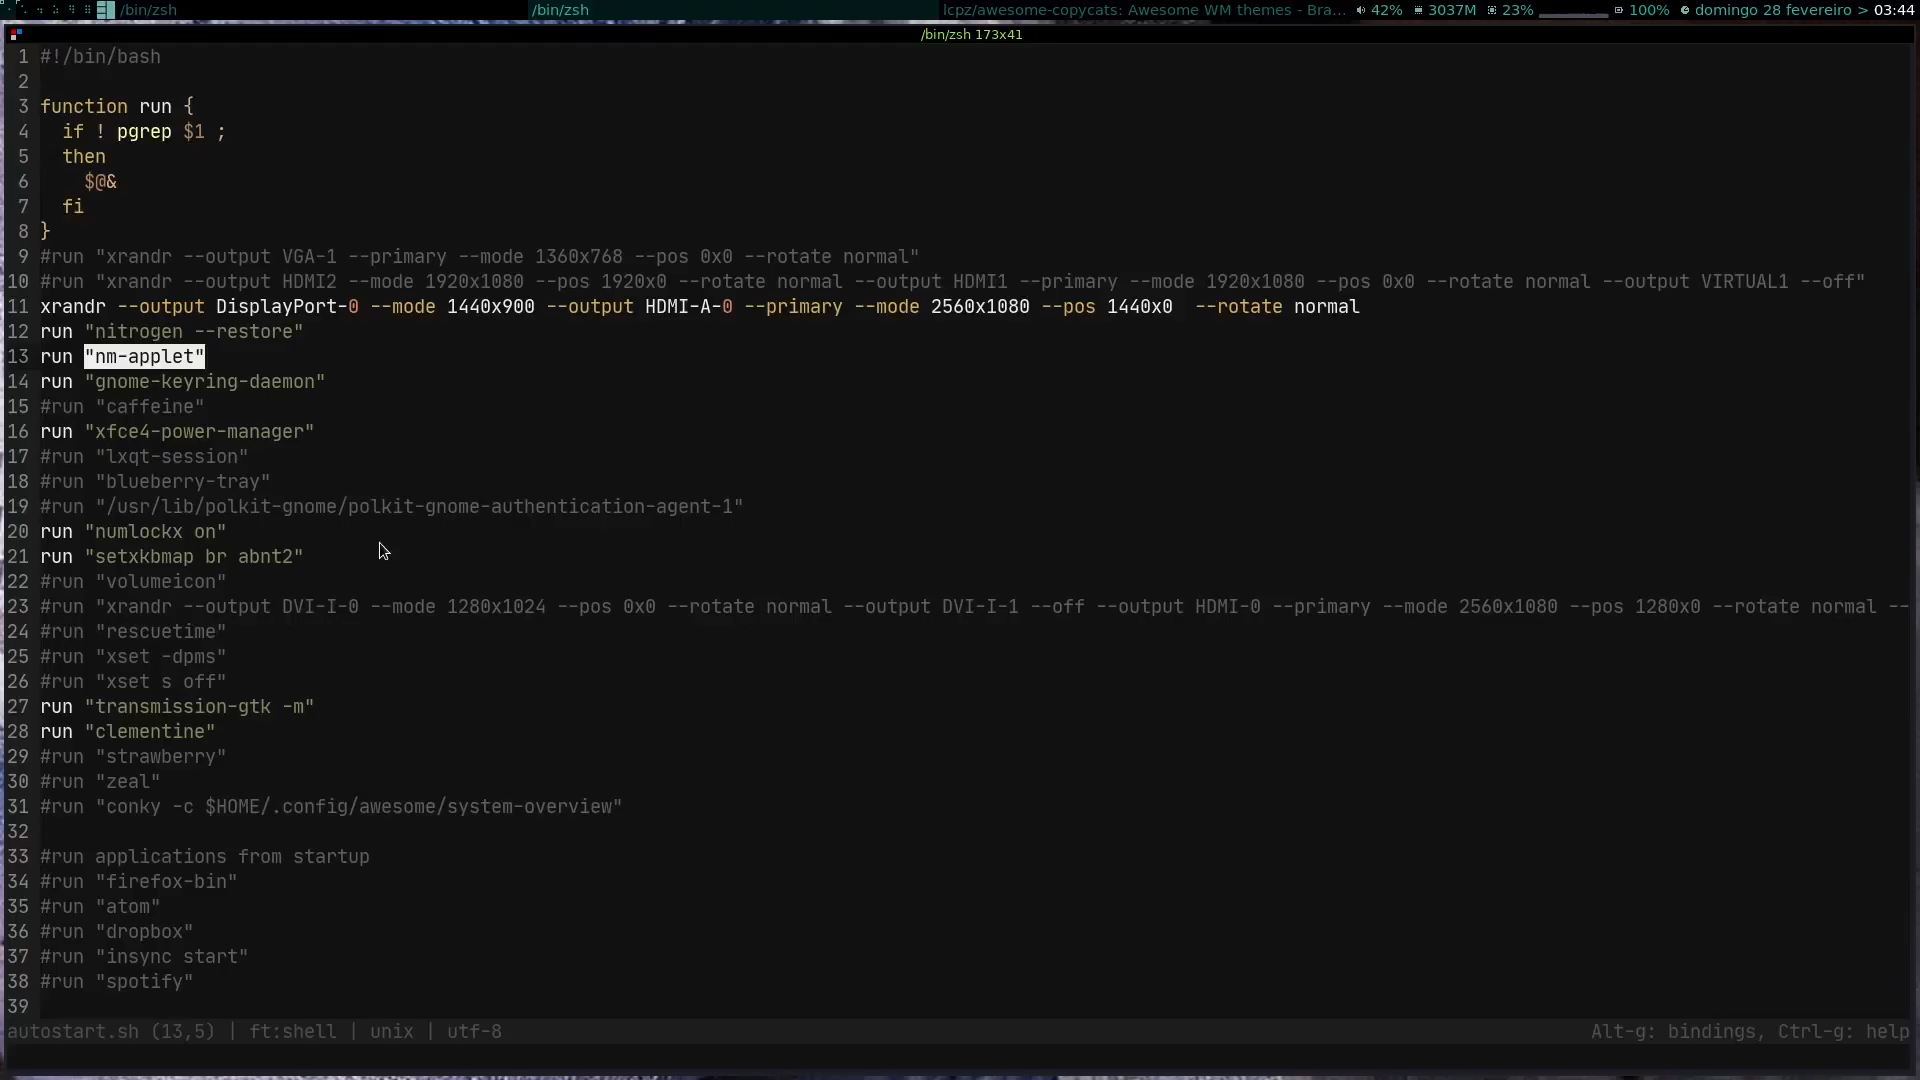 /bin/zsh /bin/zsh lcpz/awesome-copycats: Awesome WM themes - Bra... 42% 3037M 23% 100% domingo 28 fevereiro > 03:44
/bin/zsh 173x41
1 #!/bin/bash
2
3 function run {
4   if ! pgrep $1 ;
5   then
6     $@&
7   fi
8 }
9 #run "xrandr --output VGA-1 --primary --mode 1360x768 --pos 0x0 --rotate normal"
10 #run "xrandr --output HDMI2 --mode 1920x1080 --pos 1920x0 --rotate normal --output HDMI1 --primary --mode 1920x1080 --pos 0x0 --rotate normal --output VIRTUAL1 --off"
11 xrandr --output DisplayPort-0 --mode 1440x900 --output HDMI-A-0 --primary --mode 2560x1080 --pos 1440x0  --rotate normal
12 run "nitrogen --restore"
13 run "nm-applet"
14 run "gnome-keyring-daemon"
15 #run "caffeine"
16 run "xfce4-power-manager"
17 #run "lxqt-session"
18 #run "blueberry-tray"
19 #run "/usr/lib/polkit-gnome/polkit-gnome-authentication-agent-1"
20 run "numlockx on"
21 run "setxkbmap br abnt2"
22 #run "volumeicon"
23 #run "xrandr --output DVI-I-0 --mode 1280x1024 --pos 0x0 --rotate normal --output DVI-I-1 --off --output HDMI-0 --primary --mode 2560x1080 --pos 1280x0 --rotate normal --
24 #run "rescuetime"
25 #run "xset -dpms"
26 #run "xset s off"
27 run "transmission-gtk -m"
28 run "clementine"
29 #run "strawberry"
30 #run "zeal"
31 #run "conky -c $HOME/.config/awesome/system-overview"
32
33 #run applications from startup
34 #run "firefox-bin"
35 #run "atom"
36 #run "dropbox"
37 #run "insync start"
38 #run "spotify"
39
autostart.sh (13,5) | ft:shell | unix | utf-8 Alt-g: bindings, Ctrl-g: help